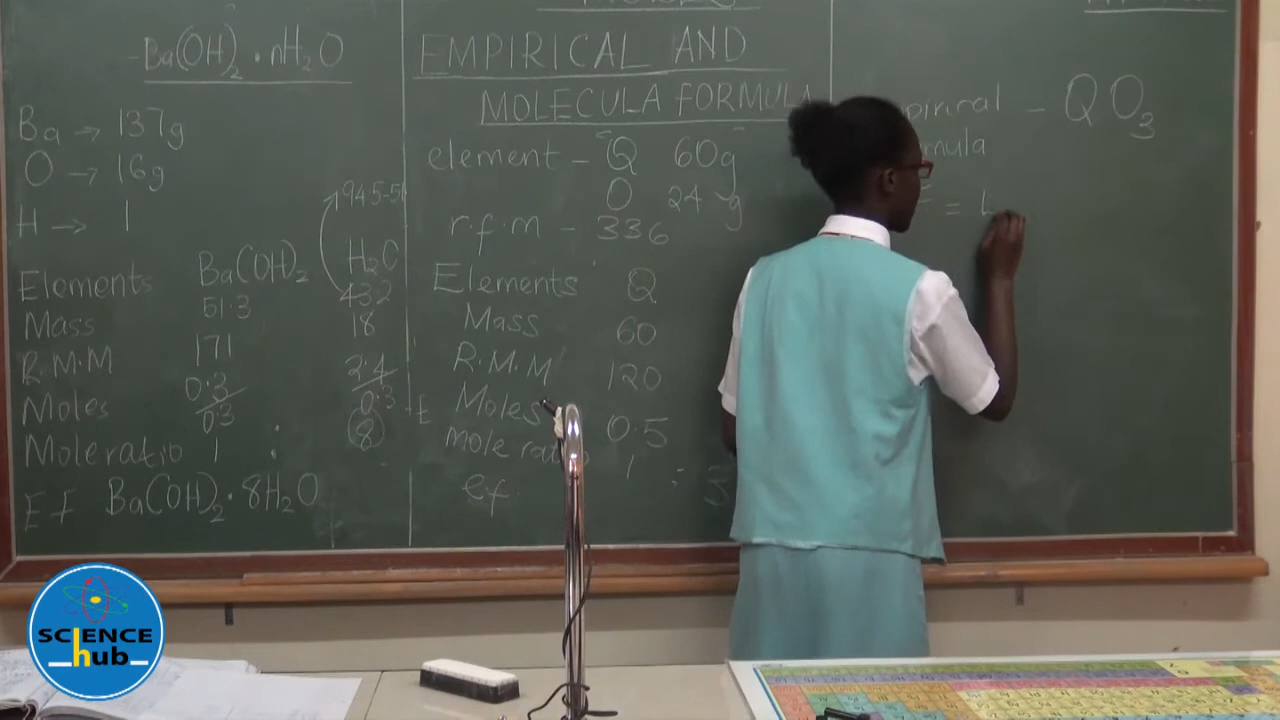 Ba(OH)2 · nH2O
Ba → 137g
O → 16g
H → 1
94.5-51
Elements Ba(OH)2 H2O
Mass 51.3 43.2
R.M.M 171 18
Moles 0.3 2.4
0.3 0.3
Mole ratio 1 : 8
E f Ba(OH)2 · 8H2O
EMPIRICAL AND
MOLECULA FORMULA
element – Q 60g
O 24 g
r.f.m – 336
Elements Q
Mass 60
R.M.M 120
Moles 0.5
mole ratio 1 : 3
e.f
– QO3
=
SCIENCE
hub